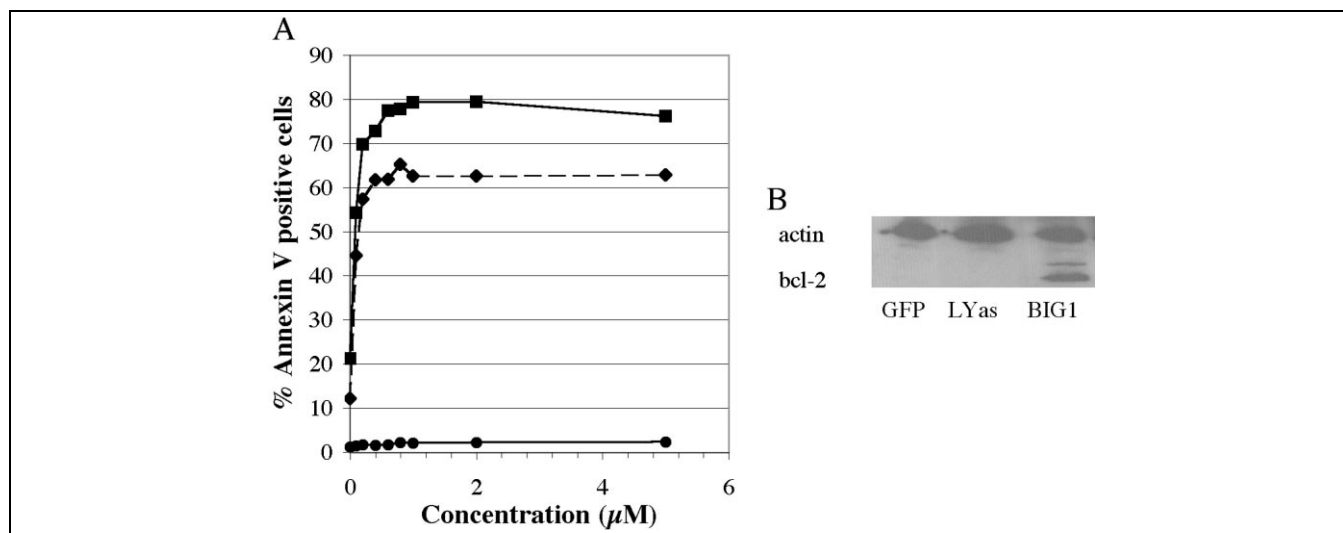 A
90
80
70
60
50
40
30
20
10
0
% Annexin V positive cells
0 2 4 6
Concentration (µM)
B
actin
bcl-2
GFP LYas BIG1